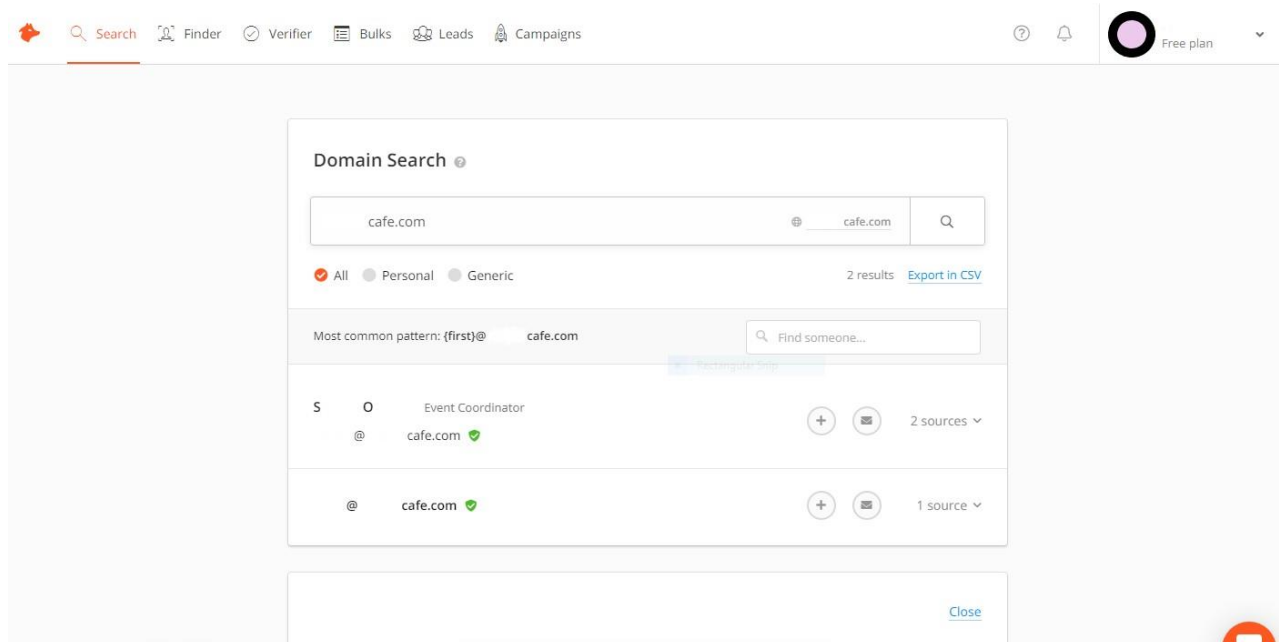 Search Finder Verifier Bulks Leads Campaigns Free plan
Domain Search
cafe.com cafe.com
All Personal Generic 2 results Export in CSV
Most common pattern: {first}@ cafe.com Find someone...
Rectangular Snip
S O Event Coordinator
2 sources
@ cafe.com
@ cafe.com 1 source
Close